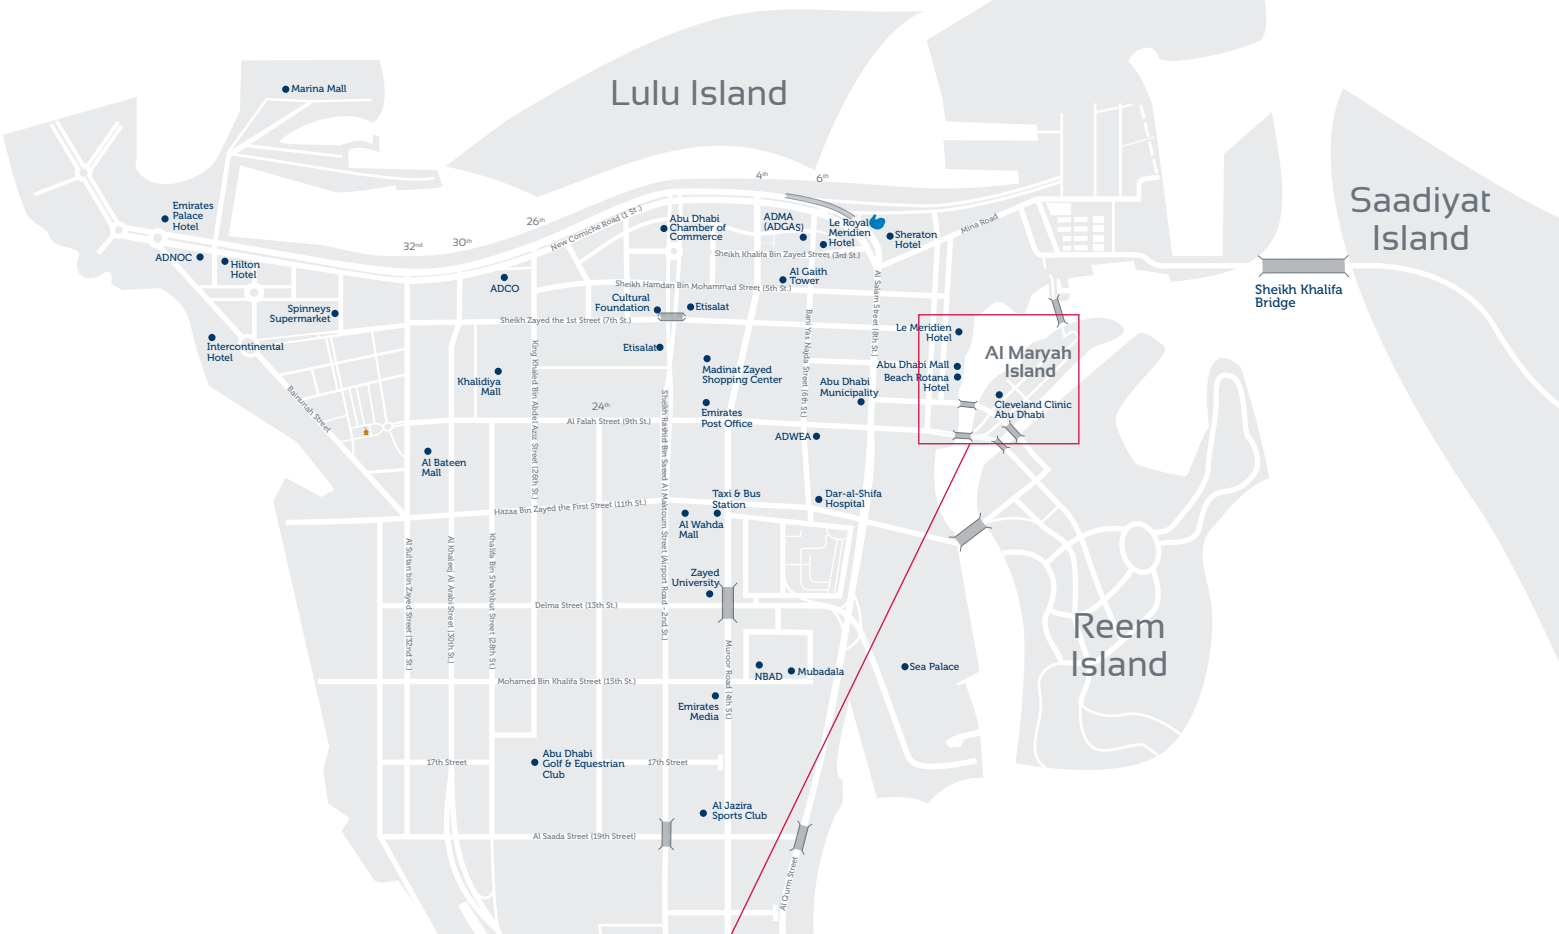 Marina Mall
Lulu Island
Saadiyat
Island
Sheikh Khalifa
Bridge
Emirates
Palace
Hotel
ADNOC
Hilton
Hotel
32nd
30th
26th
4th
6th
New Corniche Road (1 St.)
Abu Dhabi
Chamber of
Commerce
ADMA
(ADGAS)
Le Royal
Meridien
Hotel
Sheraton
Hotel
Mina Road
Sheikh Khalifa Bin Zayed Street (3rd St.)
Al Gaith
Tower
ADCO
Sheikh Hamdan Bin Mohammad Street (5th St.)
Cultural
Foundation
Etisalat
Spinneys
Supermarket
Sheikh Zayed the 1st Street (7th St.)
Intercontinental
Hotel
Etisalat
Madinat Zayed
Shopping Center
Khalidiya
Mall
Bainunah Street
King Khaled Bin Abdel Aziz Street (26th St.)
Bani Yas Najda Street (6th St.)
Al Salam Street (8th St.)
Le Meridien
Hotel
Al Maryah
Island
Abu Dhabi Mall
Beach Rotana
Hotel
Abu Dhabi
Municipality
Cleveland Clinic
Abu Dhabi
24th
Al Falah Street (9th St.)
Emirates
Post Office
ADWEA
Al Bateen
Mall
Sheikh Rashid Bin Saeed Al Maktoum Street (Airport Road - 2nd St.)
Taxi & Bus
Station
Dar-al-Shifa
Hospital
Hazaa Bin Zayed the First Street (11th St.)
Al Wahda
Mall
Al Sultan bin Zayed Street (32nd St.)
Al Khaleej Al Arabi Street (30th St.)
Khalifa Bin Shakhbut Street (28th St.)
Zayed
University
Delma Street (13th St.)
Reem
Island
Muroor Road (4th St.)
NBAD
Mubadala
Sea Palace
Mohamed Bin Khalifa Street (15th St.)
Emirates
Media
17th Street
Abu Dhabi
Golf & Equestrian
Club
17th Street
Al Jazira
Sports Club
Al Saada Street (19th Street)
Al Qurm Street